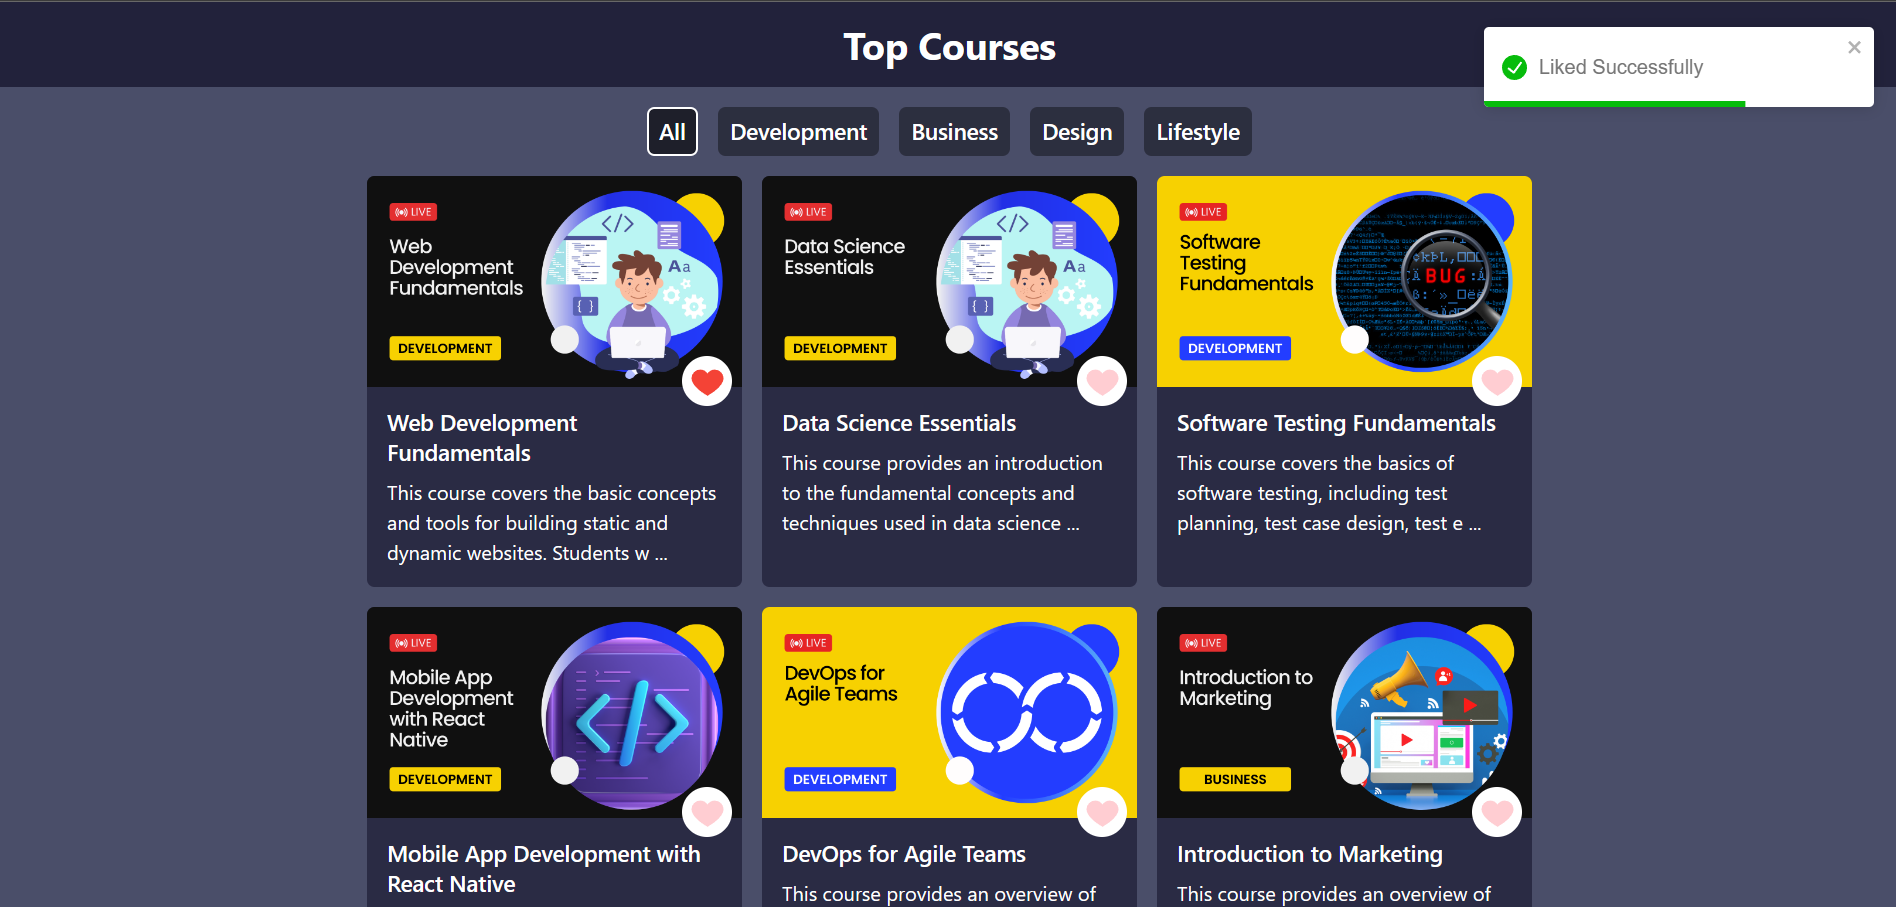 Top Courses
Liked Successfully
All
Development
Business
Design
Lifestyle
LIVE
Web
Development
Fundamentals
DEVELOPMENT
Aa
Web Development
Fundamentals
This course covers the basic concepts
and tools for building static and
dynamic websites. Students w ...
LIVE
Data Science
Essentials
DEVELOPMENT
Aa
Data Science Essentials
This course provides an introduction
to the fundamental concepts and
techniques used in data science ...
LIVE
Software
Testing
Fundamentals
DEVELOPMENT
BUG
Software Testing Fundamentals
This course covers the basics of
software testing, including test
planning, test case design, test e ...
LIVE
Mobile App
Development
with React
Native
DEVELOPMENT
Mobile App Development with
React Native
LIVE
DevOps for
Agile Teams
DEVELOPMENT
DevOps for Agile Teams
This course provides an overview of
LIVE
Introduction to
Marketing
BUSINESS
Introduction to Marketing
This course provides an overview of